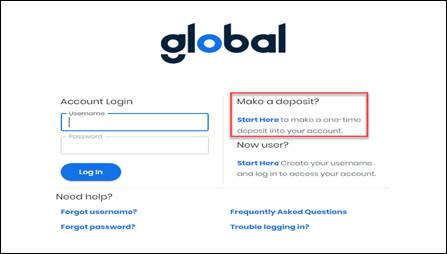 global
Account Login
Username
Password
Log In
Make a deposit?
Start Here to make a one-time
deposit into your account.
New user?
Start Here Create your username
and log in to access your account.
Need help?
Forgot username?
Frequently Asked Questions
Forgot password?
Trouble logging in?